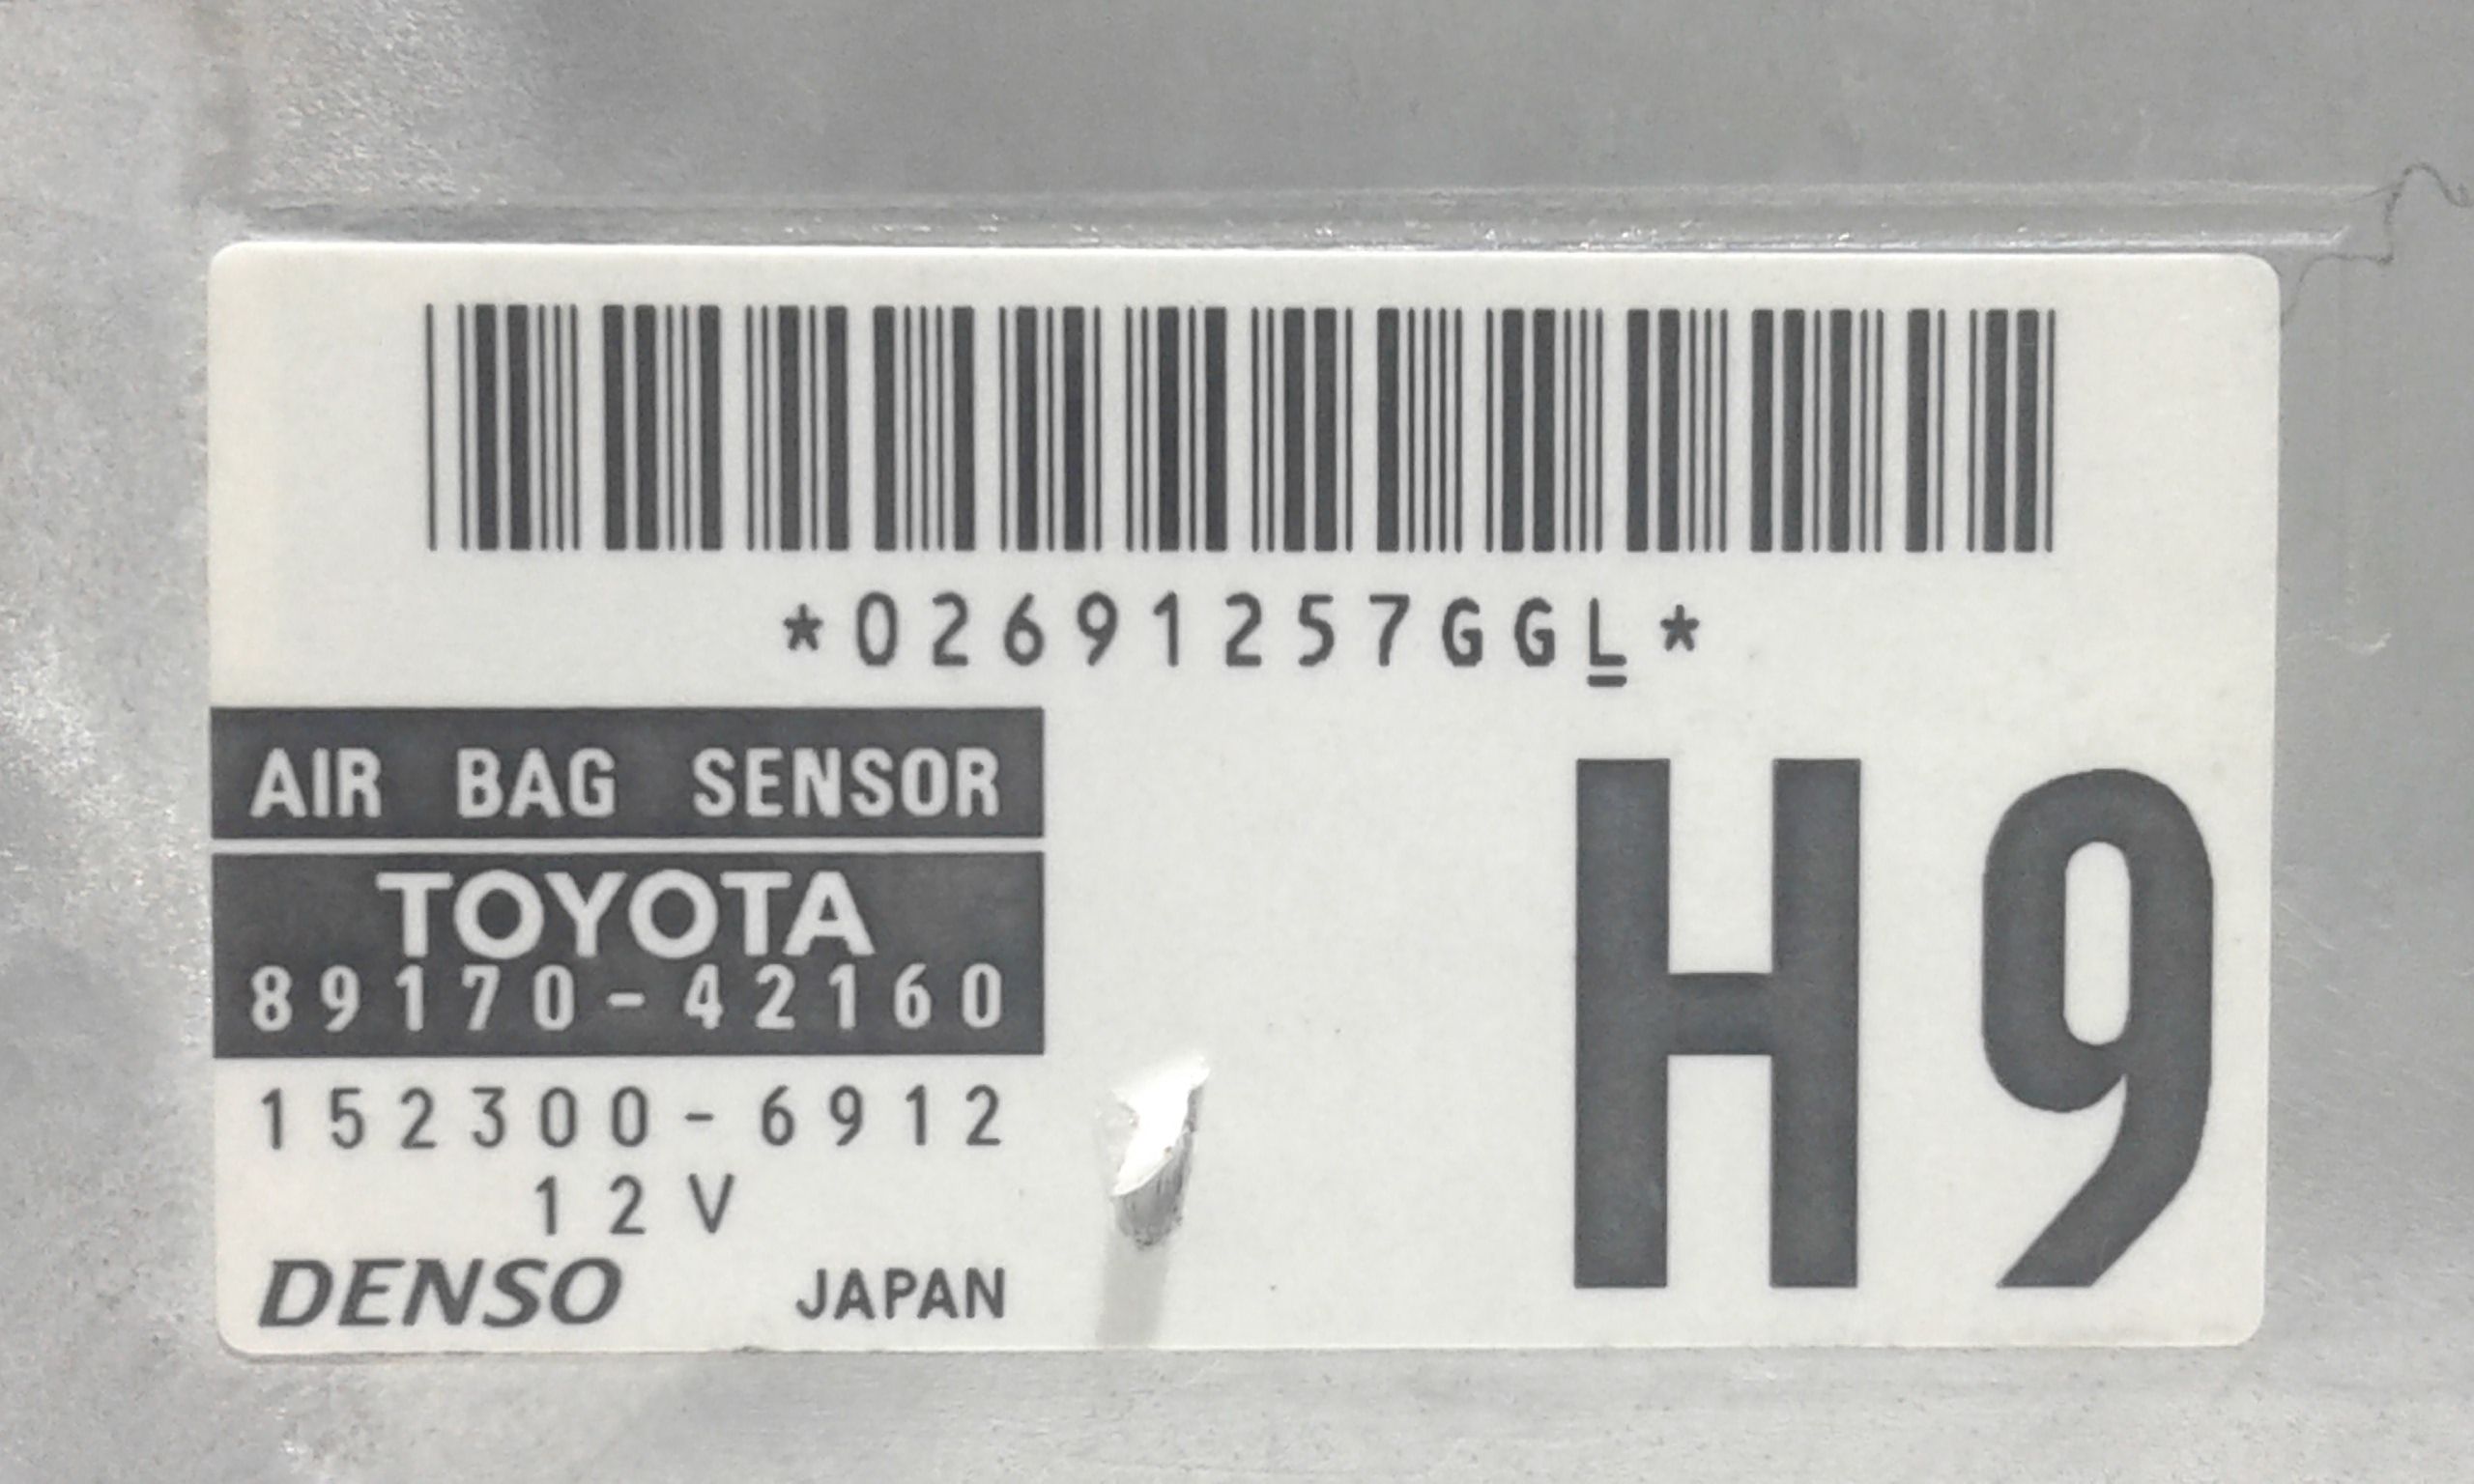 *02691257GGL*
AIR BAG SENSOR
TOYOTA
89170-42160
152300-6912
12V
DENSO JAPAN
H9